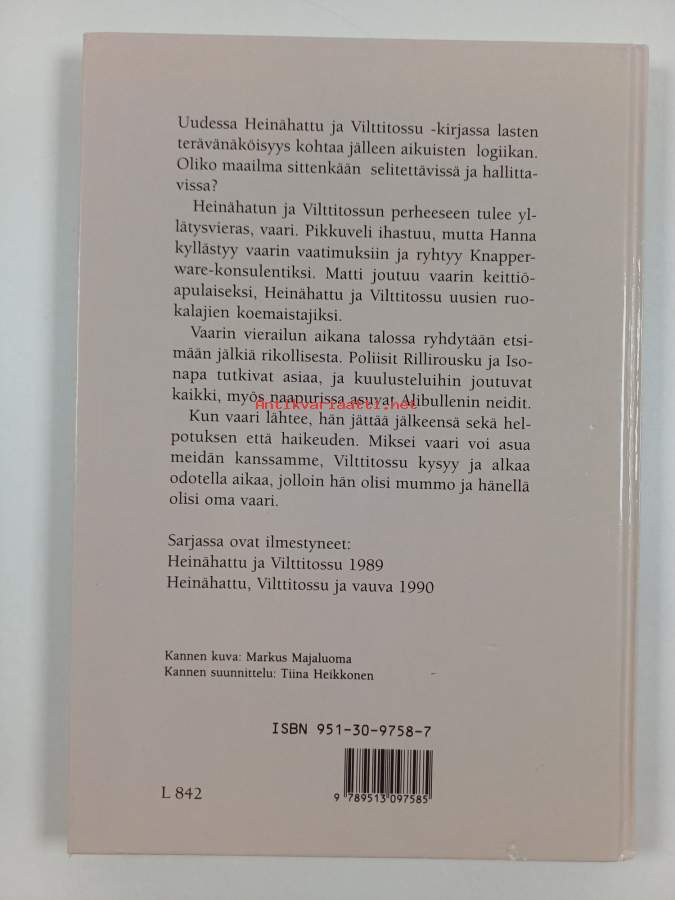 Uudessa Heinähattu ja Vilttitossu -kirjassa lasten
terävänäköisyys kohtaa jälleen aikuisten logiikan.
Oliko maailma sittenkään selitettävissä ja hallitta-
vissa?
Heinähatun ja Vilttitossun perheeseen tulee yl-
lätysvieras, vaari. Pikkuveli ihastuu, mutta Hanna
kyllästyy vaarin vaatimuksiin ja ryhtyy Knapper-
ware-konsulentiksi. Matti joutuu vaarin keittiö-
apulaiseksi, Heinähattu ja Vilttitossu uusien ruo-
kalajien koemaistajiksi.
Vaarin vierailun aikana talossa ryhdytään etsi-
mään jälkiä rikollisesta. Poliisit Rillirousku ja Iso-
napa tutkivat asiaa, ja kuulusteluihin joutuvat
kaikki, myös naapurissa asuvat Alibullenin neidit.
Antikvariaatti.net
Kun vaari lähtee, hän jättää jälkeensä sekä hel-
potuksen että haikeuden. Miksei vaari voi asua
meidän kanssamme, Vilttitossu kysyy ja alkaa
odotella aikaa, jolloin hän olisi mummo ja hänellä
olisi oma vaari.
Sarjassa ovat ilmestyneet:
Heinähattu ja Vilttitossu 1989
Heinähattu, Vilttitossu ja vauva 1990
Kannen kuva: Markus Majaluoma
Kannen suunnittelu: Tiina Heikkonen
ISBN 951-30-9758-7
L 842
9 789513 097585